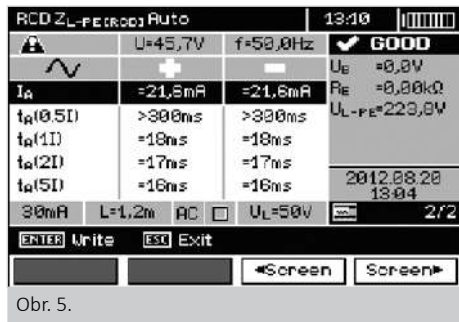 RCD ZL-PE[RCD] Auto 13:10
U=45,7V f=50,0Hz ✔ GOOD
UB =0,0V
IA =21,6mA =21,6mA RE =0,00kΩ
tA(0.5I) >300ms >300ms UL-PE=223,8V
tA(1I) =18ms =18ms
tA(2I) =17ms =17ms
tA(5I) =16ms =16ms 2012.08.20
13:04
30mA L=1,2m AC UL=50V 2/2
ENTER Write ESC Exit
◄Screen Screen►
Obr. 5.